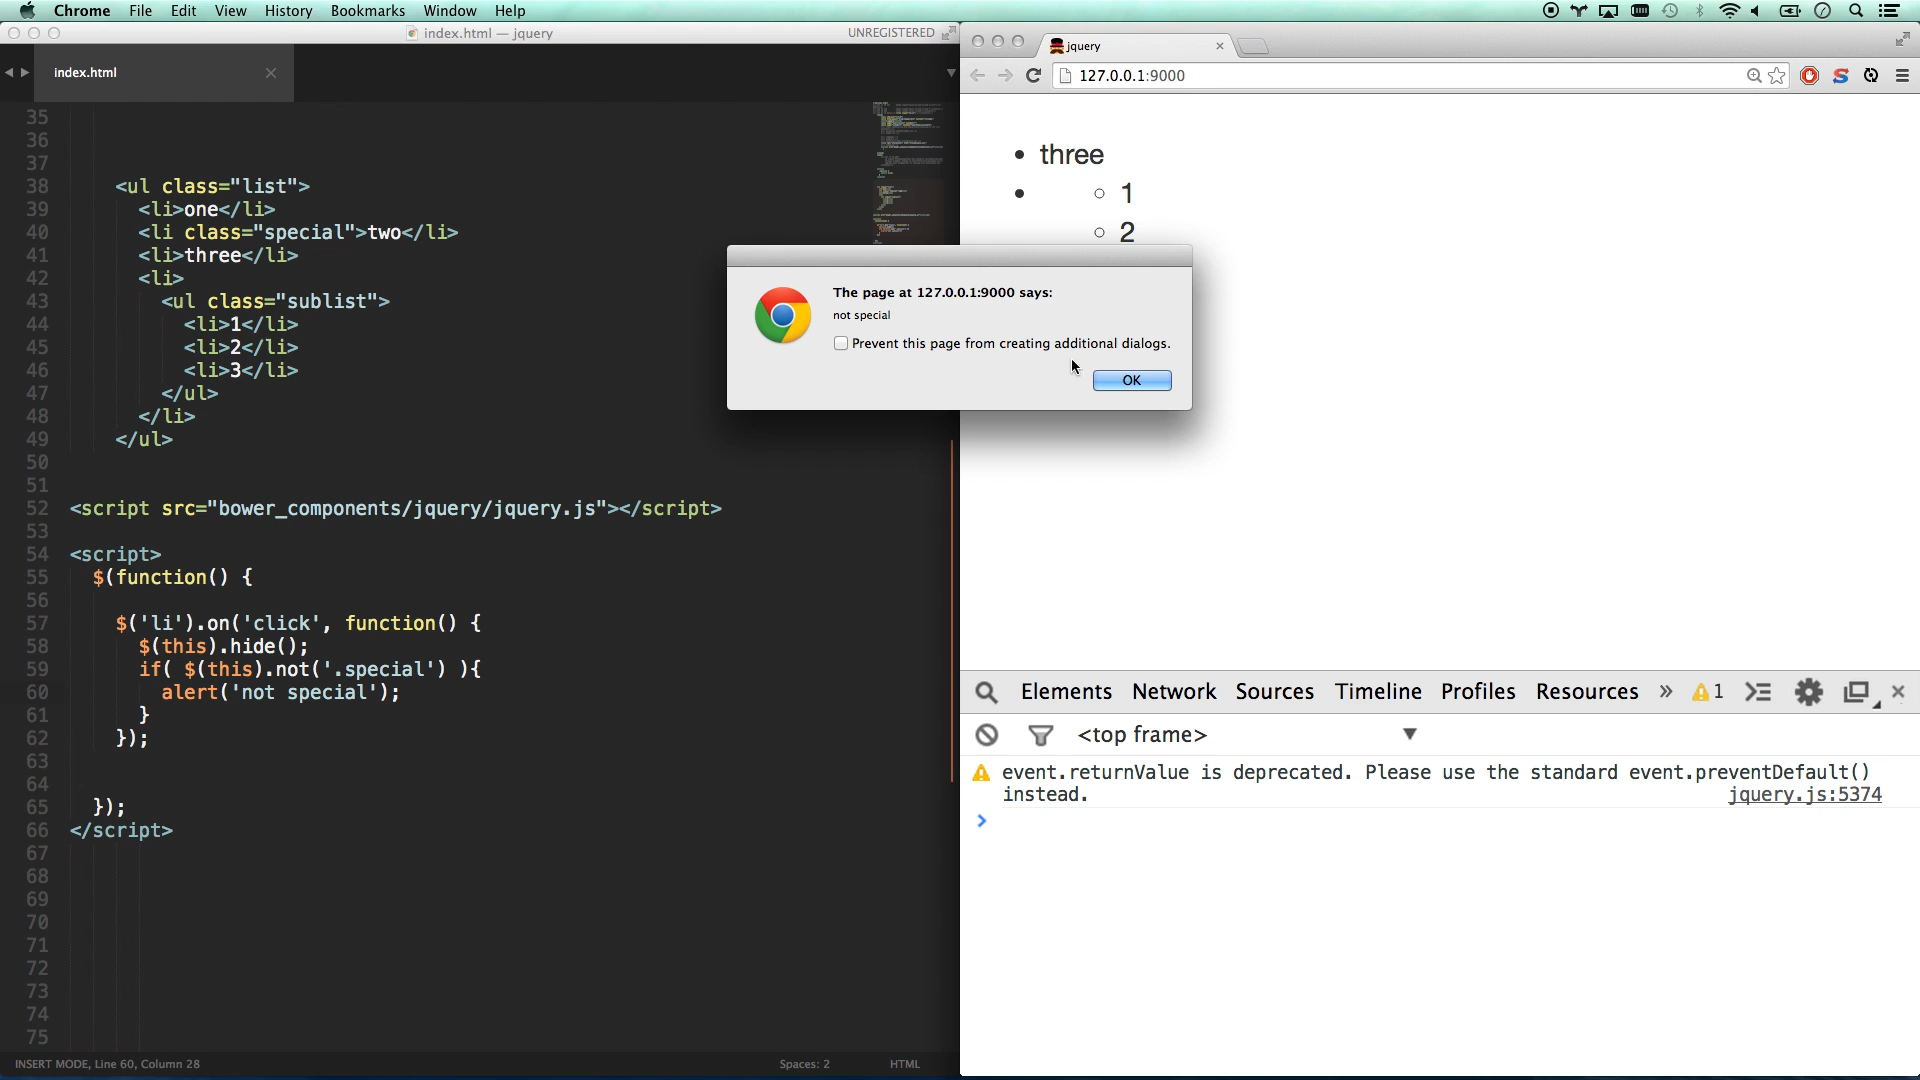 Chrome File Edit View History Bookmarks Window Help
index.html — jquery
UNREGISTERED
index.html
35
36
37
38 <ul class="list">
39 <li>one</li>
40 <li class="special">two</li>
41 <li>three</li>
42 <li>
43 <ul class="sublist">
44 <li>1</li>
45 <li>2</li>
46 <li>3</li>
47 </ul>
48 </li>
49 </ul>
50
51
52 <script src="bower_components/jquery/jquery.js"></script>
53
54 <script>
55 $(function() {
56
57 $('li').on('click', function() {
58 $(this).hide();
59 if( $(this).not('.special') ){
60 alert('not special');
61 }
62 });
63
64
65 });
66 </script>
67
68
69
70
71
72
73
74
75
INSERT MODE, Line 60, Column 28
Spaces: 2
HTML
jquery
127.0.0.1:9000
three
1
2
The page at 127.0.0.1:9000 says:
not special
Prevent this page from creating additional dialogs.
OK
Elements Network Sources Timeline Profiles Resources » 1
<top frame>
event.returnValue is deprecated. Please use the standard event.preventDefault()
instead. jquery.js:5374